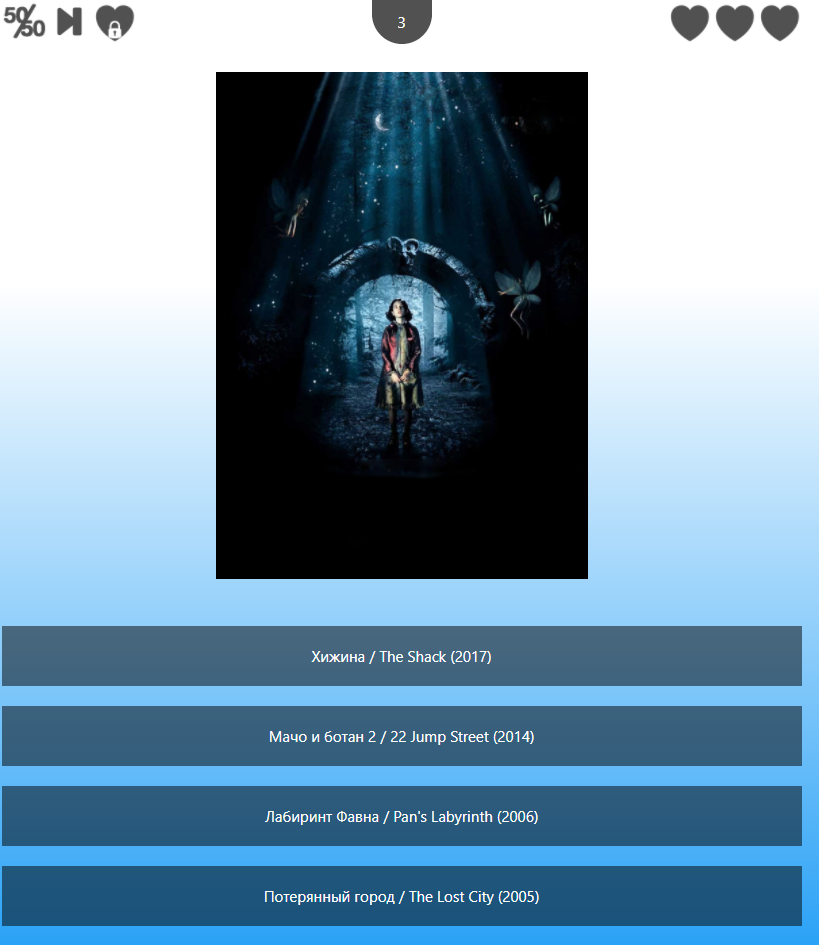 50/50
3
Хижина / The Shack (2017)
Мачо и ботан 2 / 22 Jump Street (2014)
Лабиринт Фавна / Pan's Labyrinth (2006)
Потерянный город / The Lost City (2005)